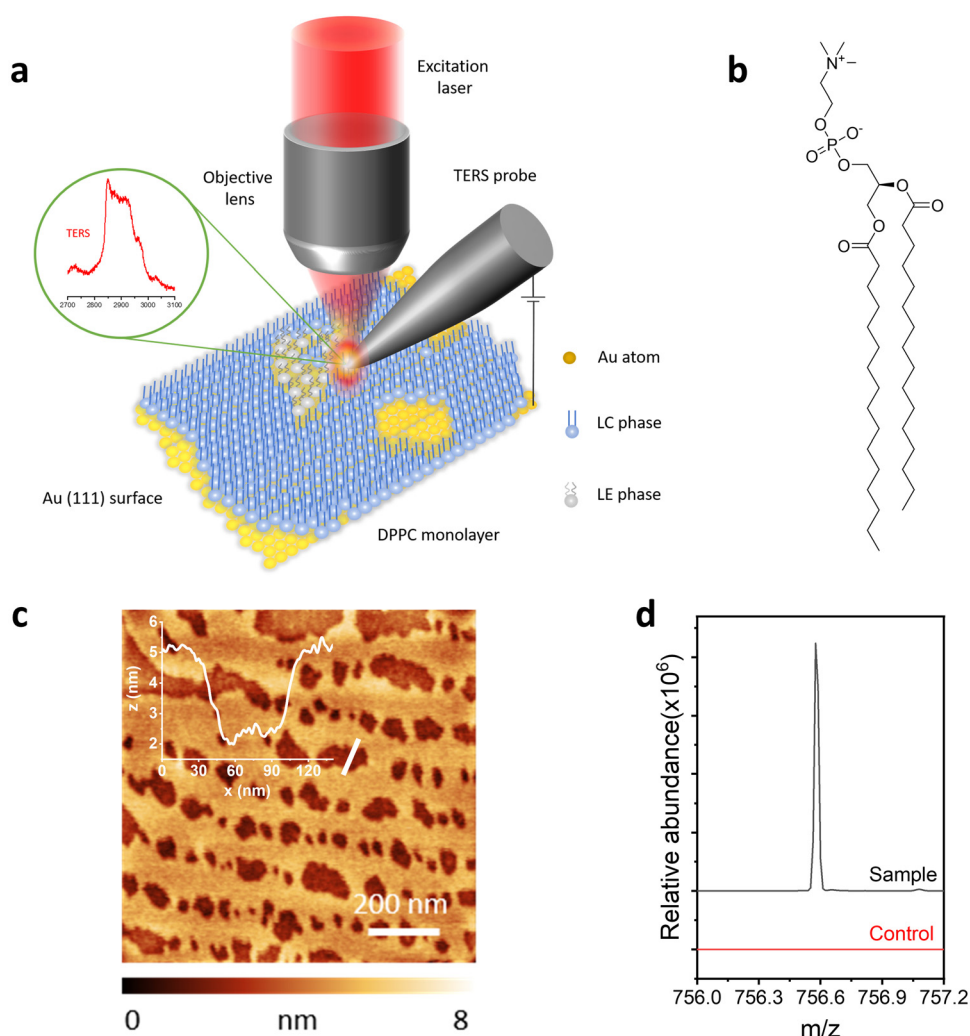 a
Excitation
laser
Objective
lens
TERS probe
TERS
2700 2800 2900 3000 3100
Au atom
LC phase
LE phase
Au (111) surface
DPPC monolayer
b
N+
O
O-
P
O
O
O
O
O
O
c
6
5
4
3
2
z (nm)
0 30 60 90 120
x (nm)
200 nm
0 nm 8
d
Relative abundance(x10⁶)
Sample
Control
756.0 756.3 756.6 756.9 757.2
m/z